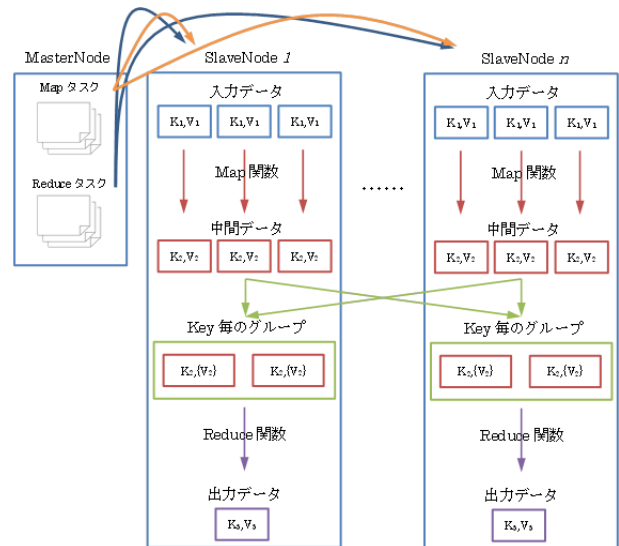 MasterNode
Map タスク
Reduce タスク
SlaveNode 1
入力データ
K₁,V₁ K₁,V₁ K₁,V₁
Map 関数
中間データ
K₂,V₂ K₂,V₂ K₂,V₂
Key 毎のグループ
K₂,{V₂} K₂,{V₂}
Reduce 関数
出力データ
K₃,V₃
……
SlaveNode n
入力データ
K₁,V₁ K₁,V₁ K₁,V₁
Map 関数
中間データ
K₂,V₂ K₂,V₂ K₂,V₂
Key 毎のグループ
K₂,{V₂} K₂,{V₂}
Reduce 関数
出力データ
K₃,V₃